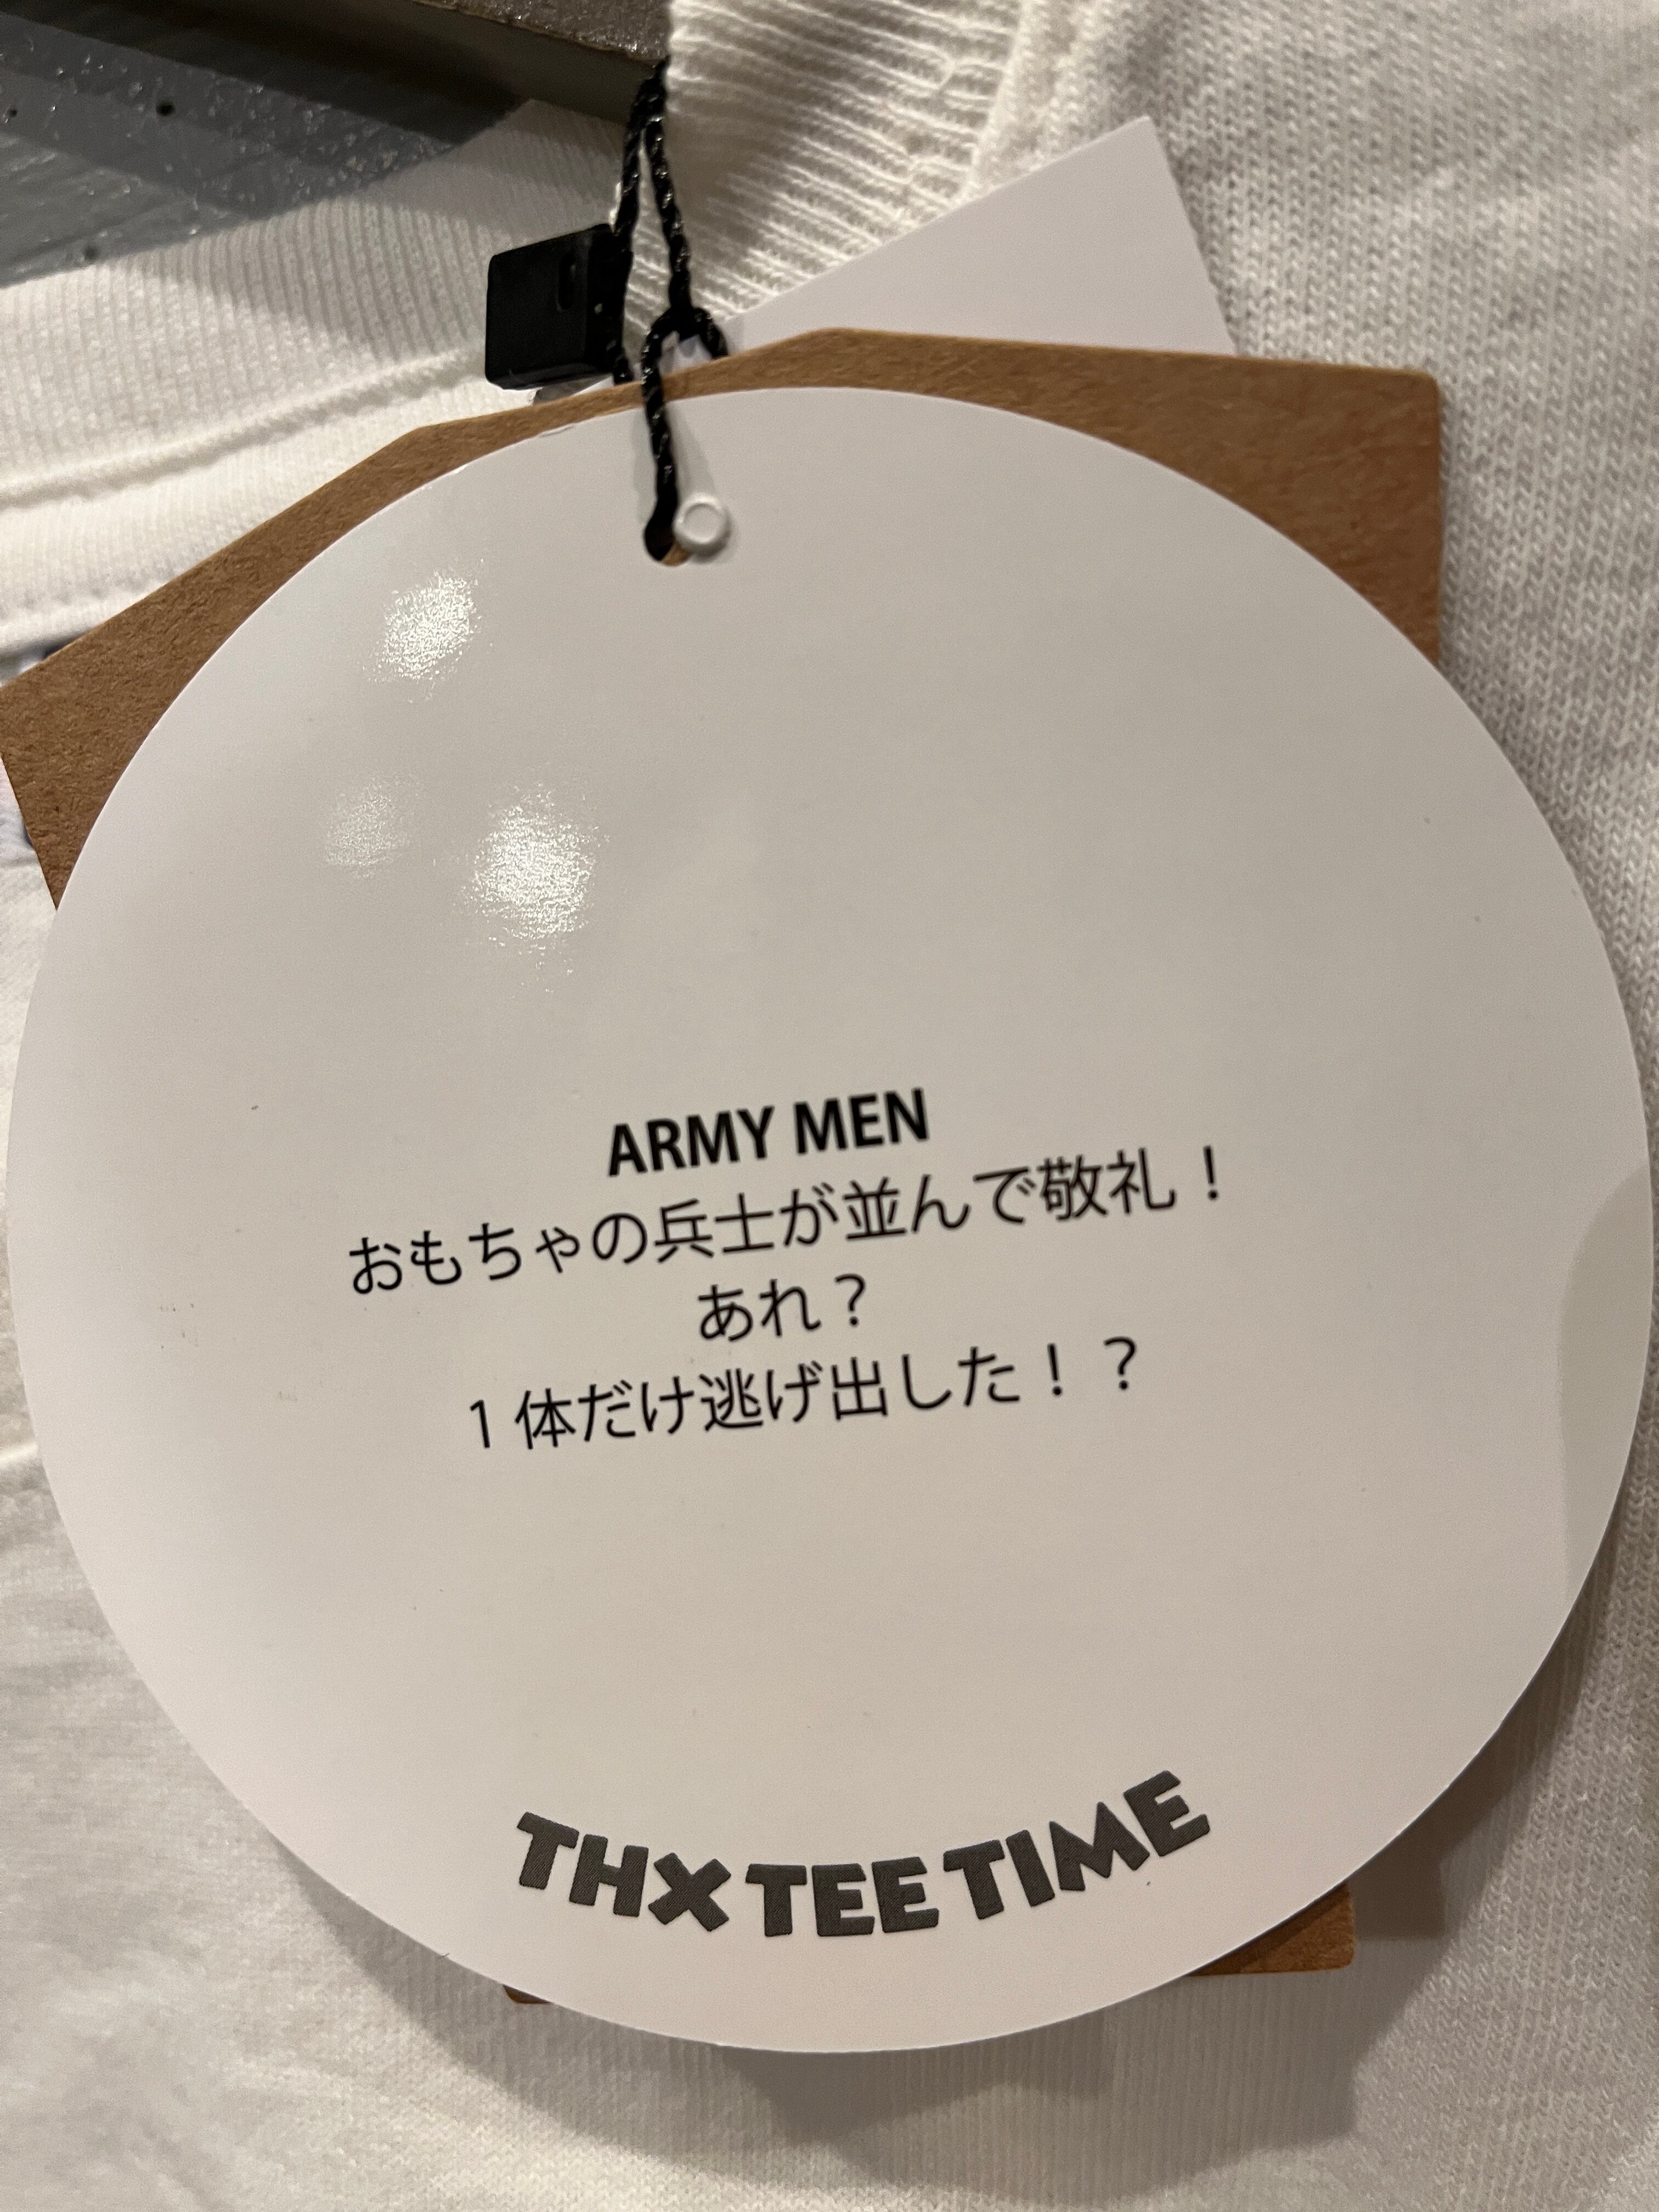 ARMY MEN
おもちゃの兵士が並んで敬礼！
あれ？
1 体だけ逃げ出した！？
THX TEE TIME